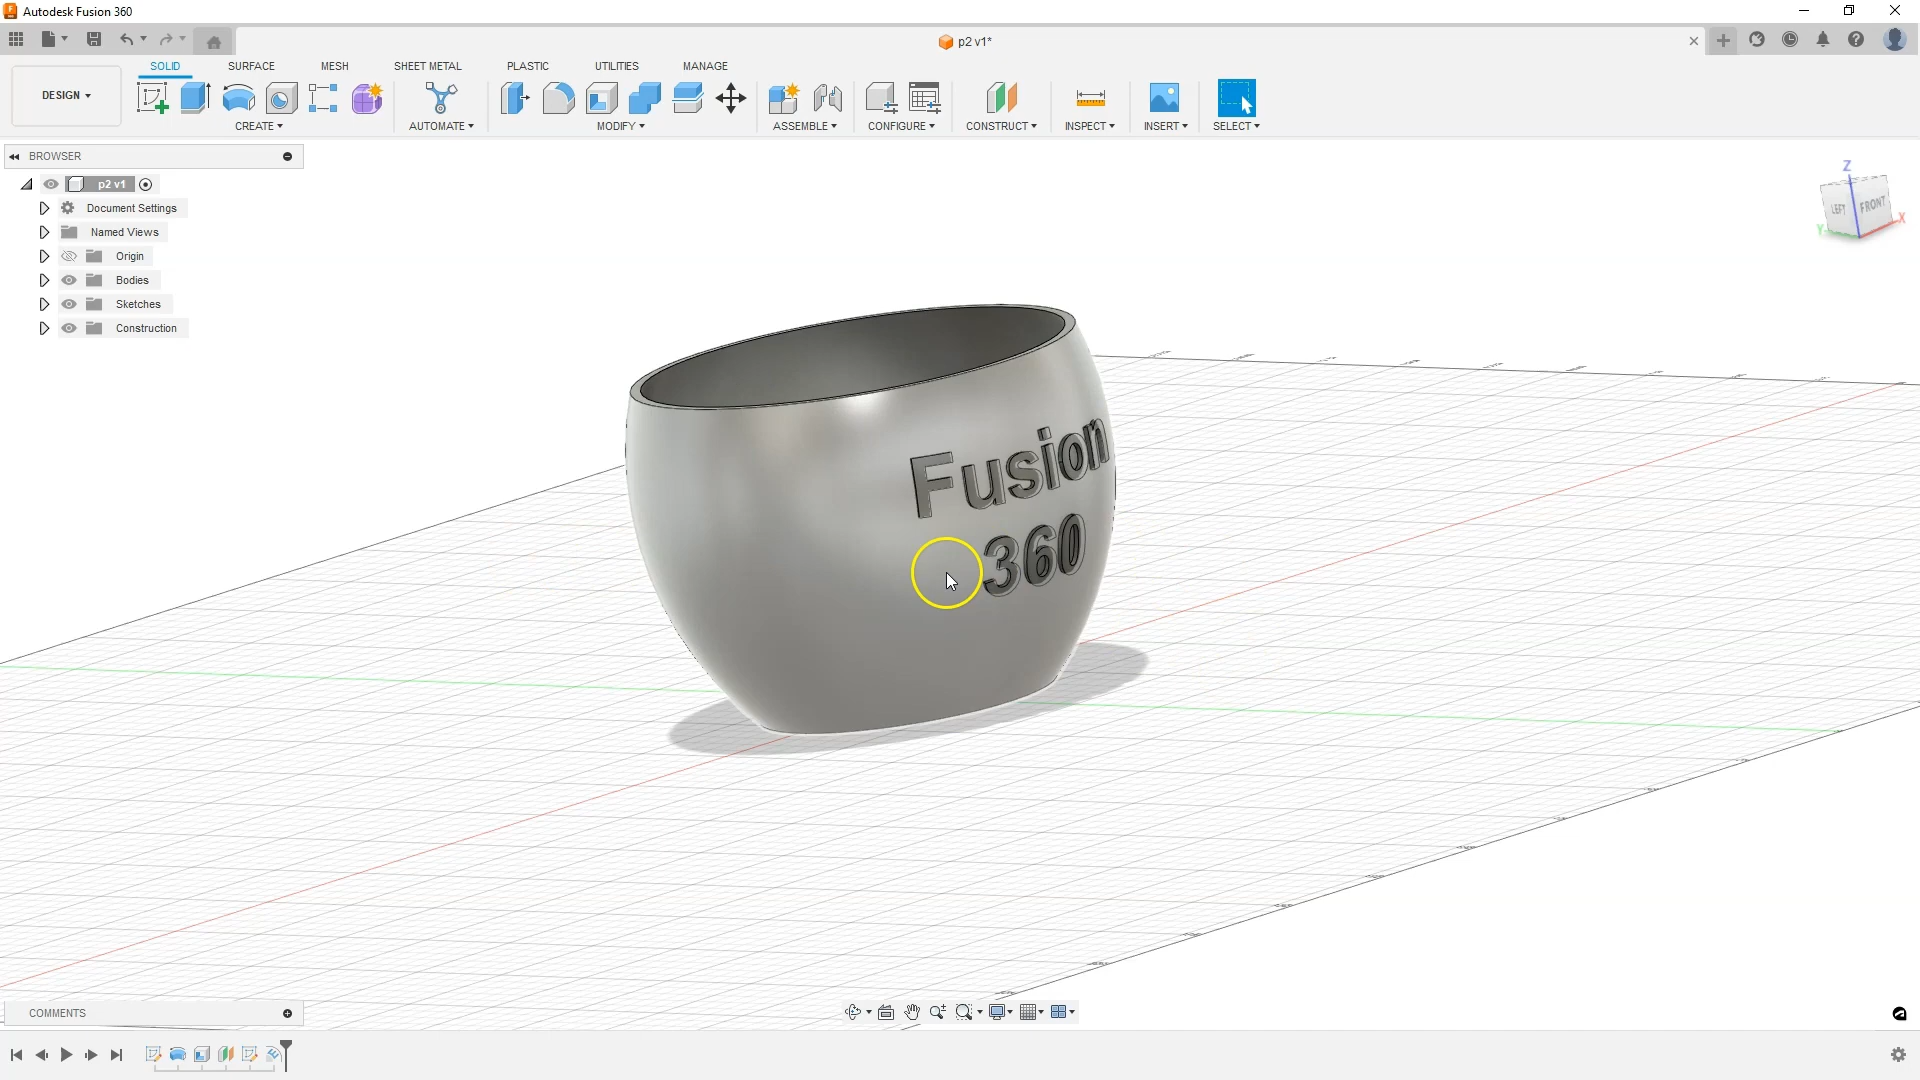 Autodesk Fusion 360
p2 v1*
SOLID SURFACE MESH SHEET METAL PLASTIC UTILITIES MANAGE
DESIGN
CREATE AUTOMATE MODIFY ASSEMBLE CONFIGURE CONSTRUCT INSPECT INSERT SELECT
BROWSER
p2 v1
Document Settings
Named Views
Origin
Bodies
Sketches
Construction
Z
LEFT FRONT
X
Y
Fusion
360
COMMENTS